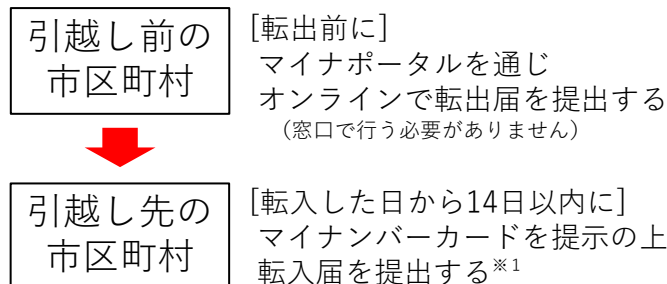 引越し前の
市区町村
[転出前に]
マイナポータルを通じ
オンラインで転出届を提出する
（窓口で行う必要がありません）
引越し先の
市区町村
[転入した日から14日以内に]
マイナンバーカードを提示の上
転入届を提出する※1